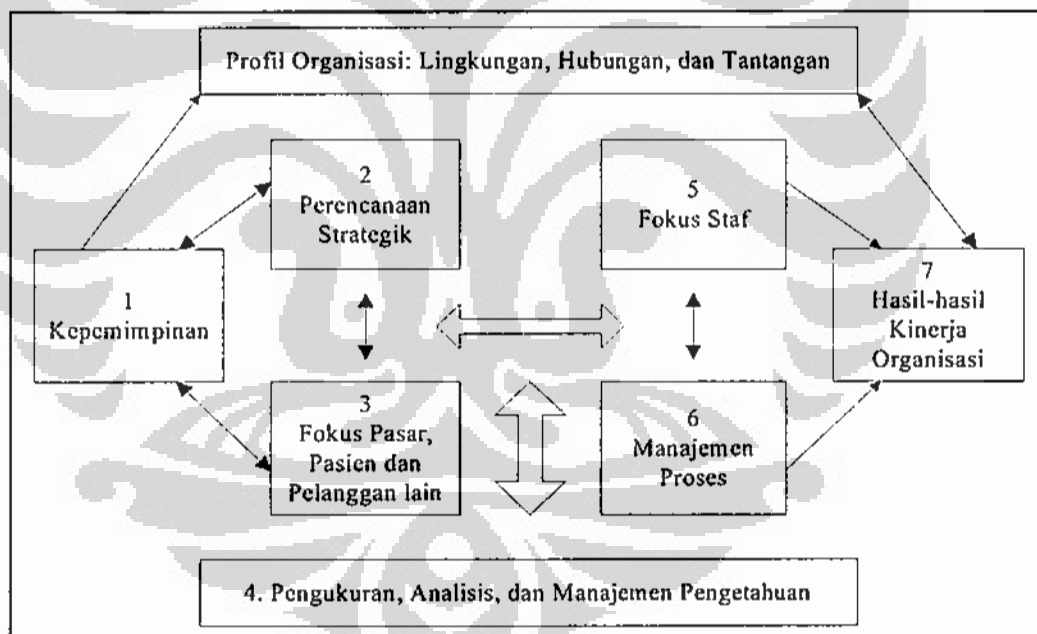 Profil Organisasi: Lingkungan, Hubungan, dan Tantangan
2
Perencanaan
Strategik
5
Fokus Staf
1
Kepemimpinan
7
Hasil-hasil
Kinerja
Organisasi
3
Fokus Pasar,
Pasien dan
Pelanggan lain
6
Manajemen
Proses
4. Pengukuran, Analisis, dan Manajemen Pengetahuan